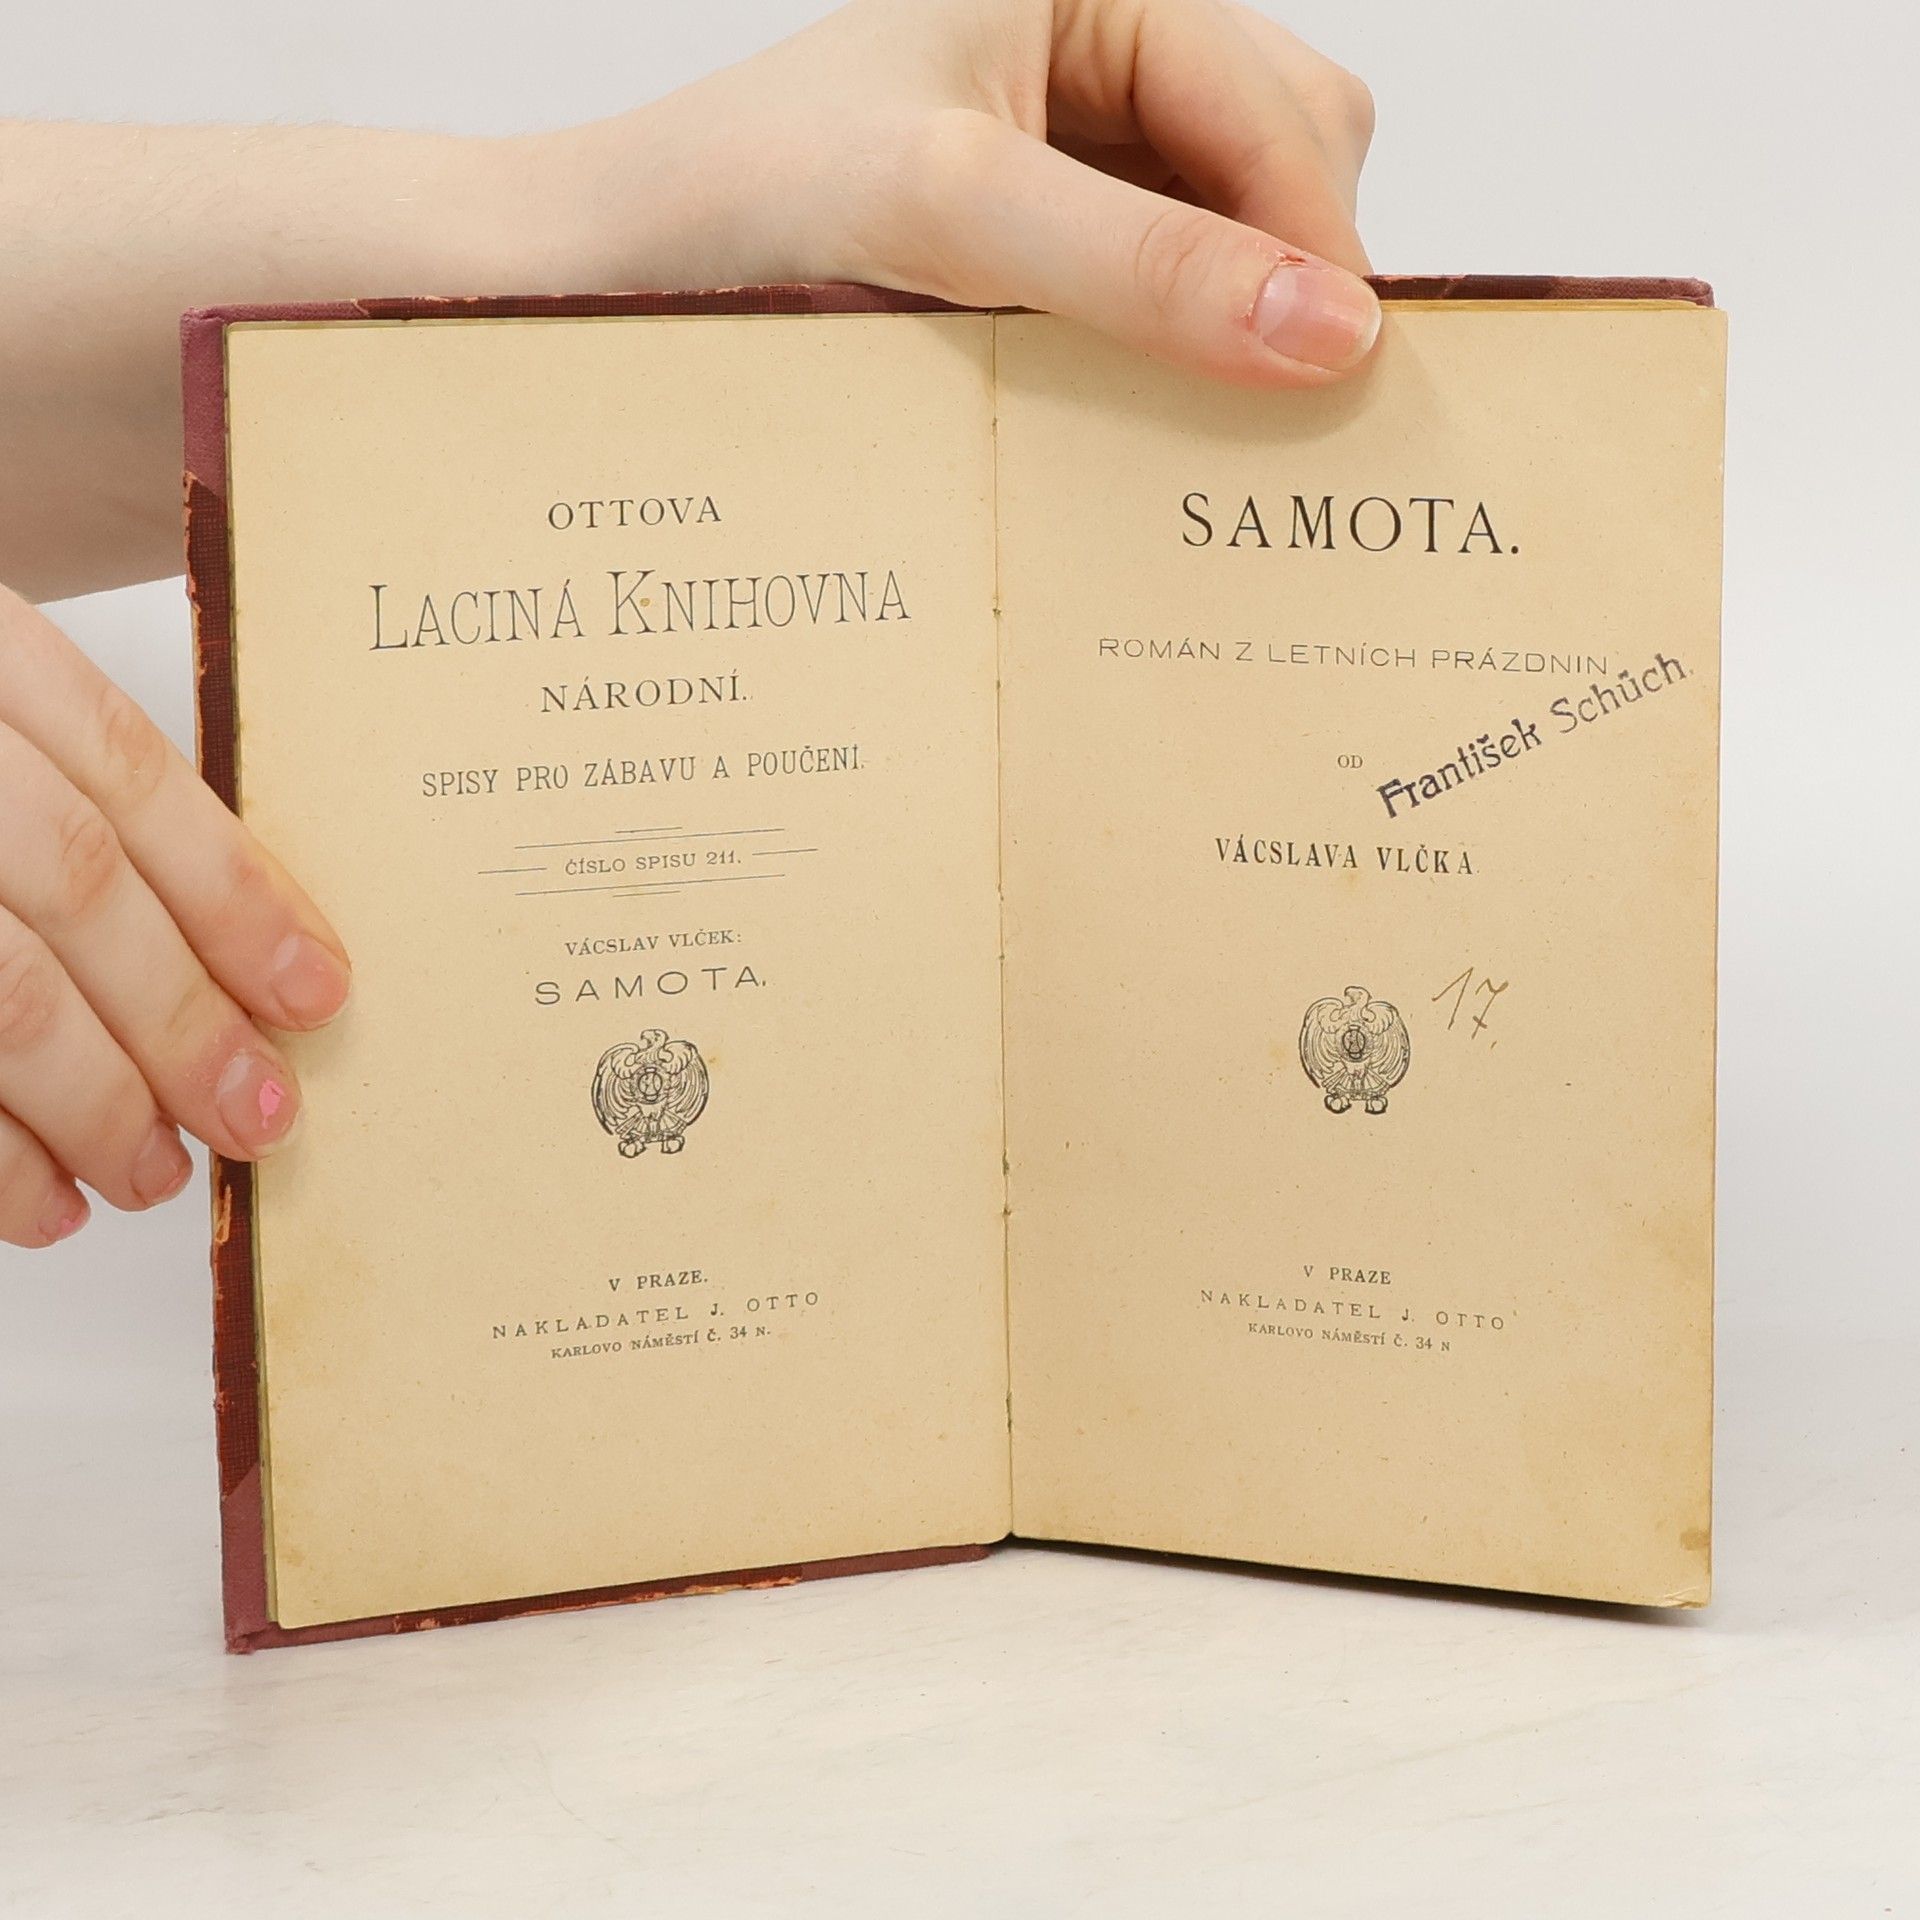 OTTOVA
LACINÁ KNIHOVNA
NÁRODNÍ.
SPISY PRO ZÁBAVU A POUČENÍ.
ČÍSLO SPISU 211.
VÁCSLAV VLČEK:
SAMOTA.
V PRAZE.
NAKLADATEL J. OTTO
KARLOVO NÁMĚSTÍ Č. 34 N.
SAMOTA.
ROMÁN Z LETNÍCH PRÁZDNIN
František Schüch.
OD
VÁCSLAVA VLČKA.
17.
V PRAZE
NAKLADATEL J. OTTO
KARLOVO NÁMĚSTÍ Č. 34 N